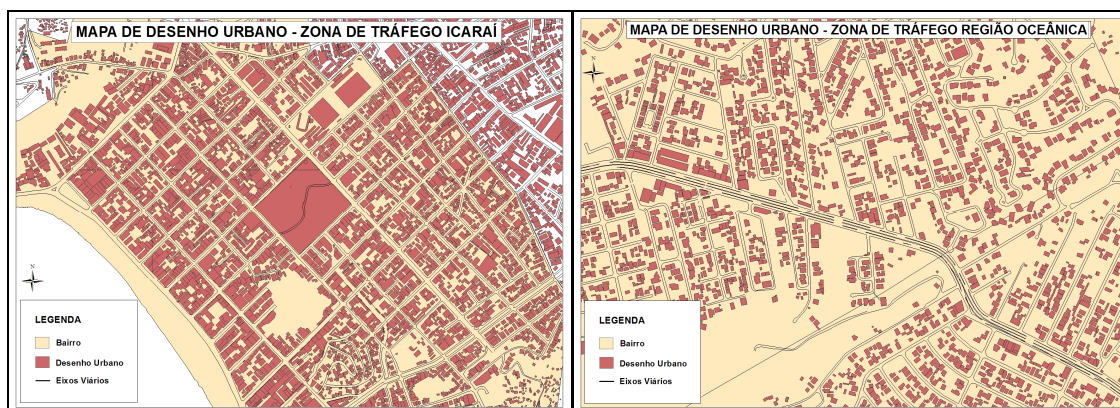 MAPA DE DESENHO URBANO - ZONA DE TRÁFEGO ICARAÍ
N
LEGENDA
Bairro
Desenho Urbano
Eixos Viários
MAPA DE DESENHO URBANO - ZONA DE TRÁFEGO REGIÃO OCEÂNICA
LEGENDA
Bairro
Desenho Urbano
Eixos Viários